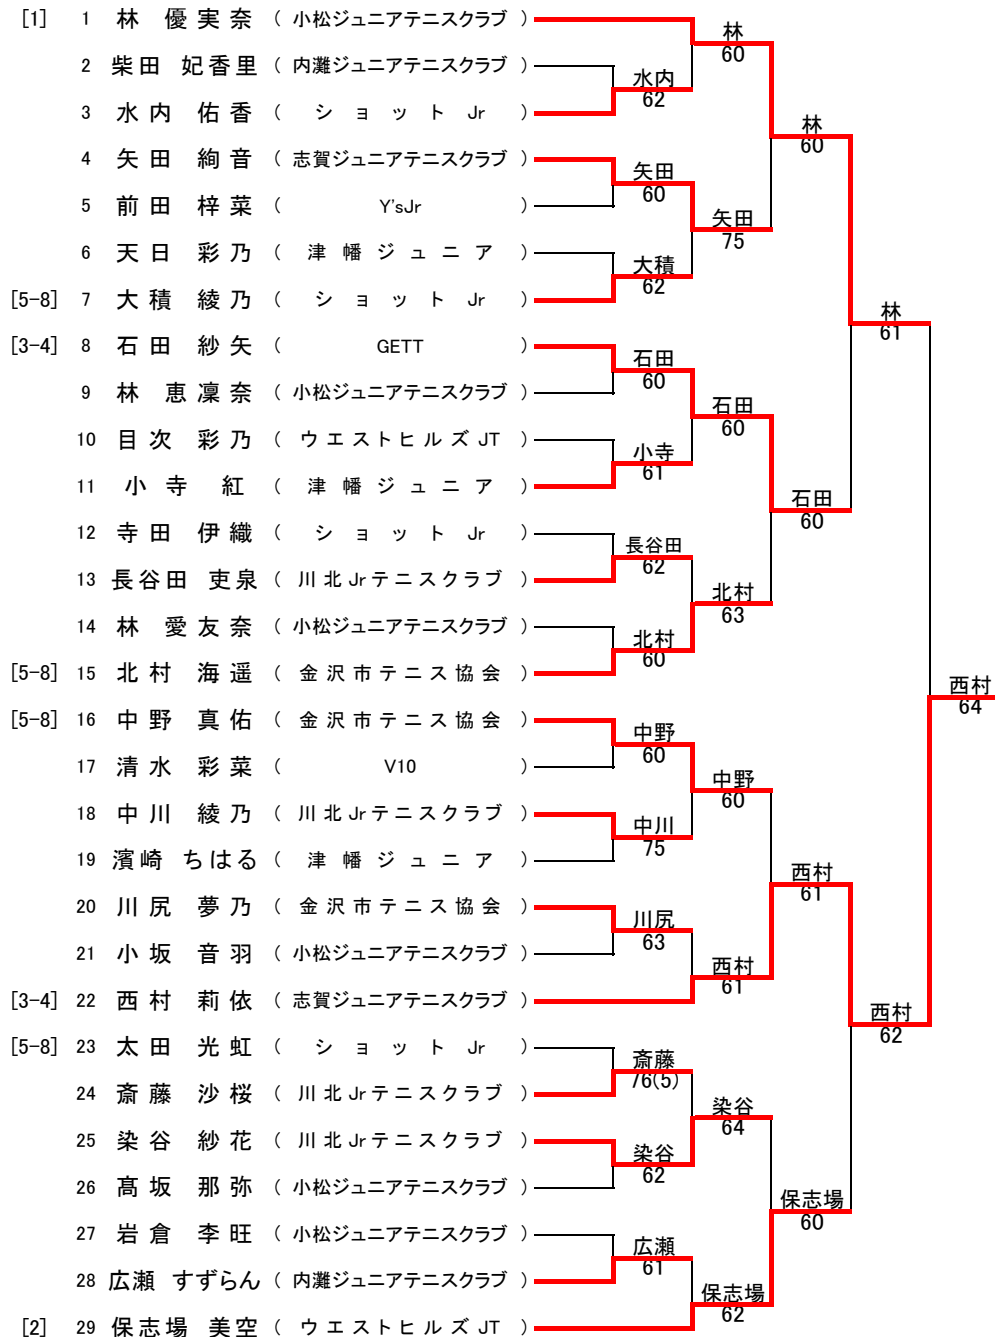 [1] 1 林 優実奈 ( 小松ジュニアテニスクラブ )
林
60
2 柴田 妃香里 ( 内灘ジュニアテニスクラブ )
水内
62
3 水内 佑香 ( ショット Jr )
林
60
4 矢田 絢音 ( 志賀ジュニアテニスクラブ )
矢田
60
5 前田 梓菜 ( Y'sJr )
矢田
75
6 天日 彩乃 ( 津幡ジュニア )
大積
62
[5-8] 7 大積 綾乃 ( ショット Jr )
林
61
[3-4] 8 石田 紗矢 ( GETT )
石田
60
9 林 恵凜奈 ( 小松ジュニアテニスクラブ )
石田
60
10 目次 彩乃 ( ウエストヒルズ JT )
小寺
61
11 小寺 紅 ( 津幡ジュニア )
石田
60
12 寺田 伊織 ( ショット Jr )
長谷田
62
13 長谷田 吏泉 ( 川北 Jr テニスクラブ )
北村
63
14 林 愛友奈 ( 小松ジュニアテニスクラブ )
北村
60
[5-8] 15 北村 海遥 ( 金沢市テニス協会 )
西村
64
[5-8] 16 中野 真佑 ( 金沢市テニス協会 )
中野
60
17 清水 彩菜 ( V10 )
中野
60
18 中川 綾乃 ( 川北 Jr テニスクラブ )
中川
75
19 濱崎 ちはる ( 津幡ジュニア )
西村
61
20 川尻 夢乃 ( 金沢市テニス協会 )
川尻
63
21 小坂 音羽 ( 小松ジュニアテニスクラブ )
西村
61
[3-4] 22 西村 莉依 ( 志賀ジュニアテニスクラブ )
西村
62
[5-8] 23 太田 光虹 ( ショット Jr )
斎藤
76(5)
24 斎藤 沙桜 ( 川北 Jr テニスクラブ )
染谷
64
25 染谷 紗花 ( 川北 Jr テニスクラブ )
染谷
62
26 髙坂 那弥 ( 小松ジュニアテニスクラブ )
保志場
60
27 岩倉 李旺 ( 小松ジュニアテニスクラブ )
広瀬
61
28 広瀬 すずらん ( 内灘ジュニアテニスクラブ )
保志場
62
[2] 29 保志場 美空 ( ウエストヒルズ JT )